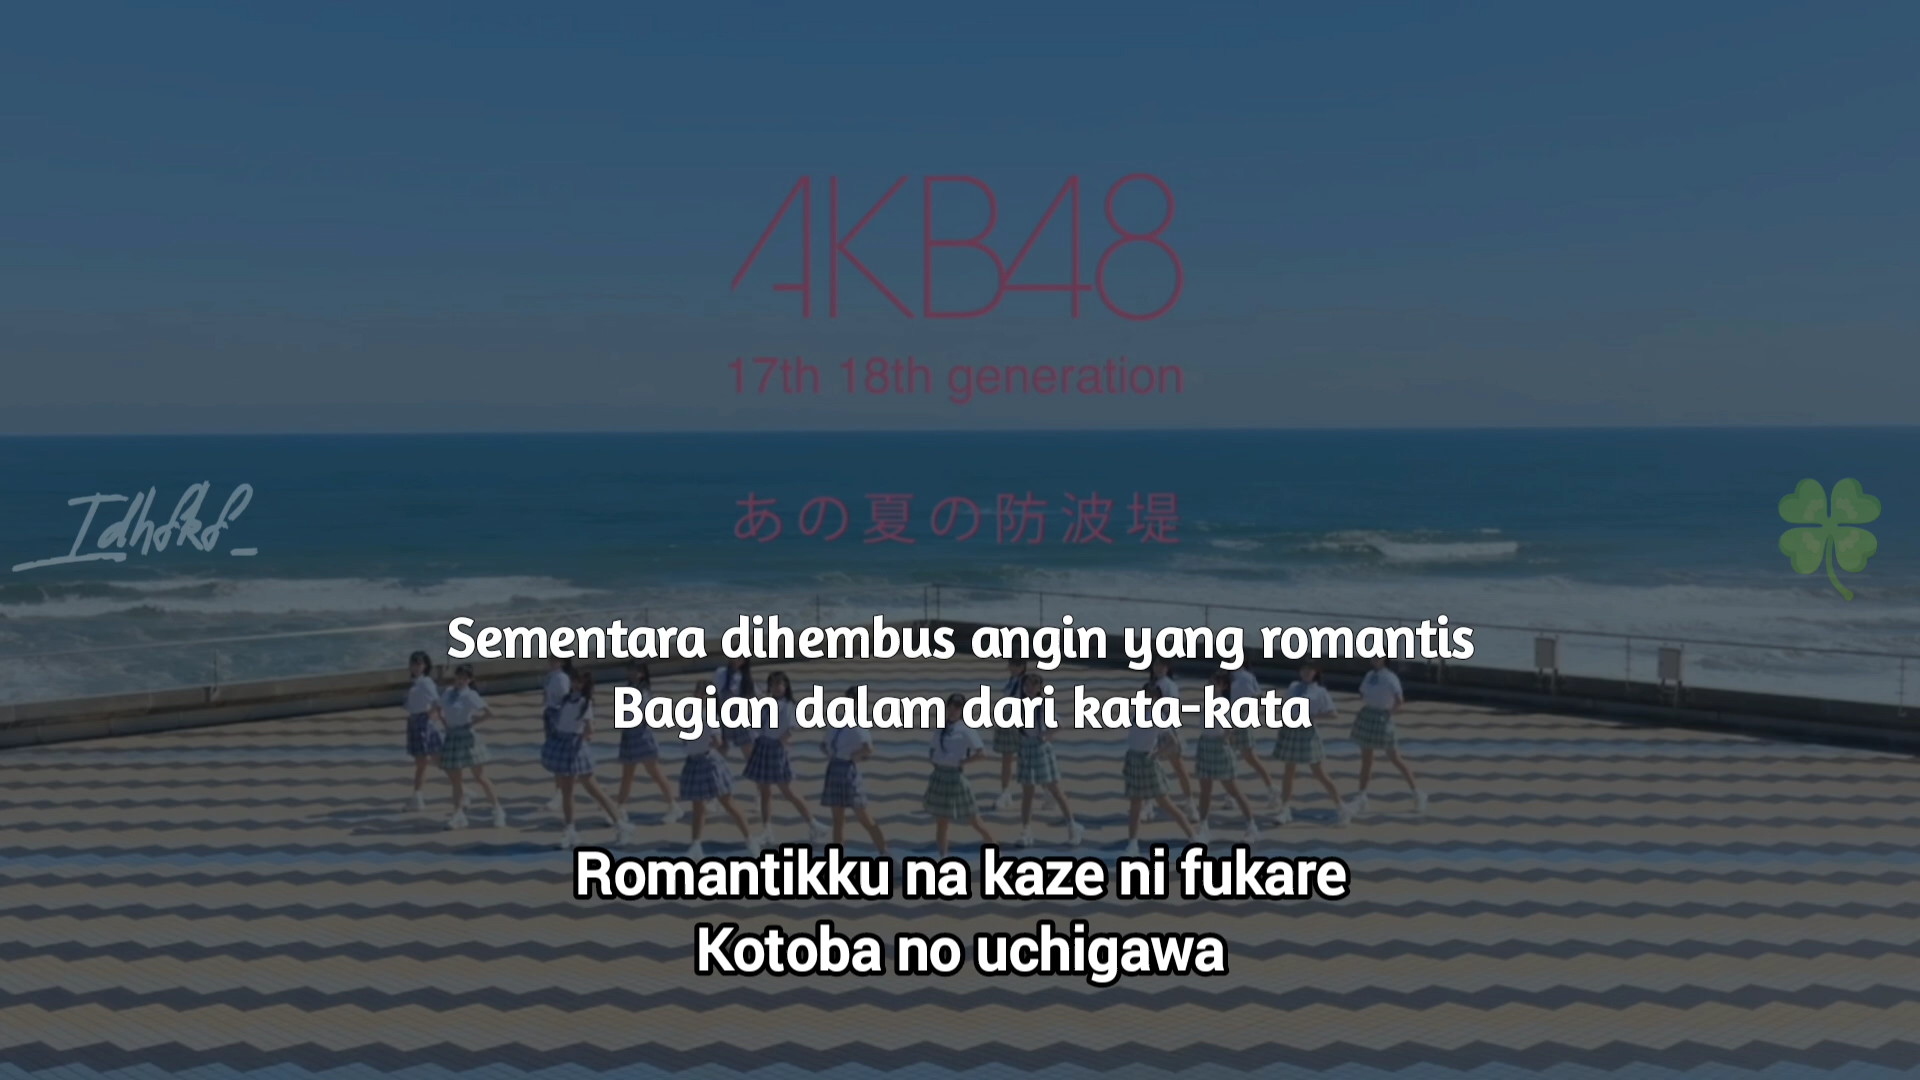 AKB48
17th 18th generation
あの夏の防波堤
Idhoko_
Sementara dihembus angin yang romantis
Bagian dalam dari kata-kata
Romantikku na kaze ni fukare
Kotoba no uchigawa